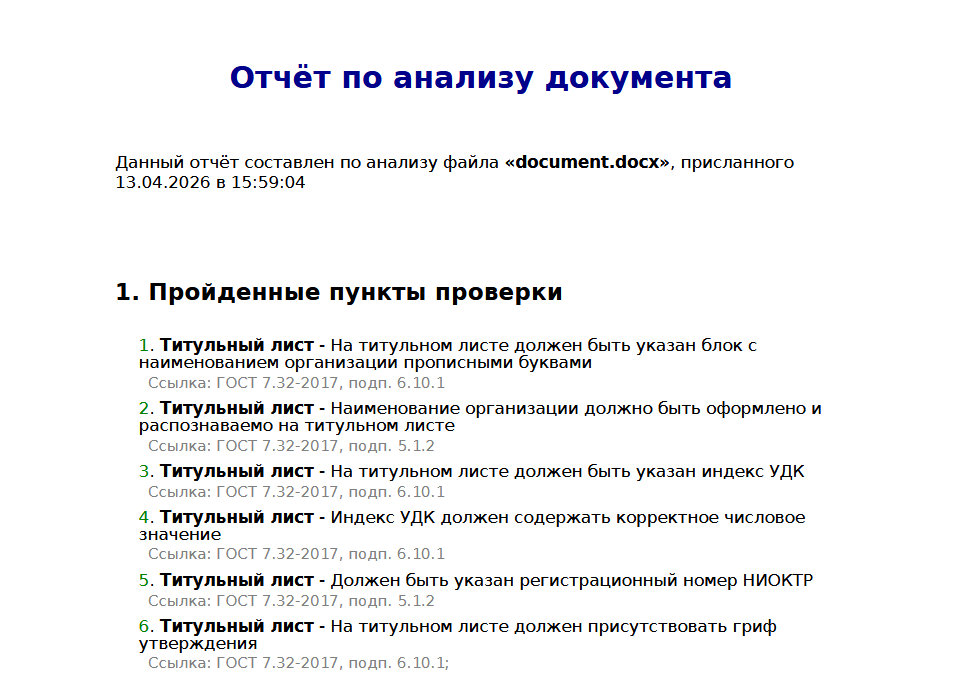 Отчёт по анализу документа
Данный отчёт составлен по анализу файла «document.docx», присланного
13.04.2026 в 15:59:04
1. Пройденные пункты проверки
1. Титульный лист - На титульном листе должен быть указан блок с
наименованием организации прописными буквами
Ссылка: ГОСТ 7.32-2017, подп. 6.10.1
2. Титульный лист - Наименование организации должно быть оформлено и
распознаваемо на титульном листе
Ссылка: ГОСТ 7.32-2017, подп. 5.1.2
3. Титульный лист - На титульном листе должен быть указан индекс УДК
Ссылка: ГОСТ 7.32-2017, подп. 6.10.1
4. Титульный лист - Индекс УДК должен содержать корректное числовое
значение
Ссылка: ГОСТ 7.32-2017, подп. 6.10.1
5. Титульный лист - Должен быть указан регистрационный номер НИОКТР
Ссылка: ГОСТ 7.32-2017, подп. 5.1.2
6. Титульный лист - На титульном листе должен присутствовать гриф
утверждения
Ссылка: ГОСТ 7.32-2017, подп. 6.10.1;